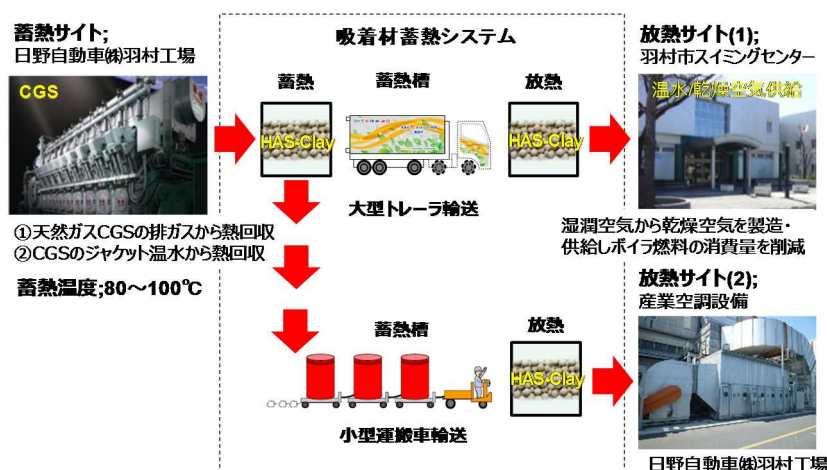 蓄熱サイト;
日野自動車㈱羽村工場
CGS
①天然ガスCGSの排ガスから熱回収
②CGSのジャケット温水から熱回収
蓄熱温度;80～100℃
吸着材蓄熱システム
蓄熱
蓄熱槽
放熱
HAS-Clay
HAS-Clay
大型トレーラ輸送
蓄熱槽
放熱
HAS-Clay
小型運搬車輸送
放熱サイト(1);
羽村市スイミングセンター
温水/乾燥空気供給
湿潤空気から乾燥空気を製造・
供給しボイラ燃料の消費量を削減
放熱サイト(2);
産業空調設備
日野自動車㈱羽村工場